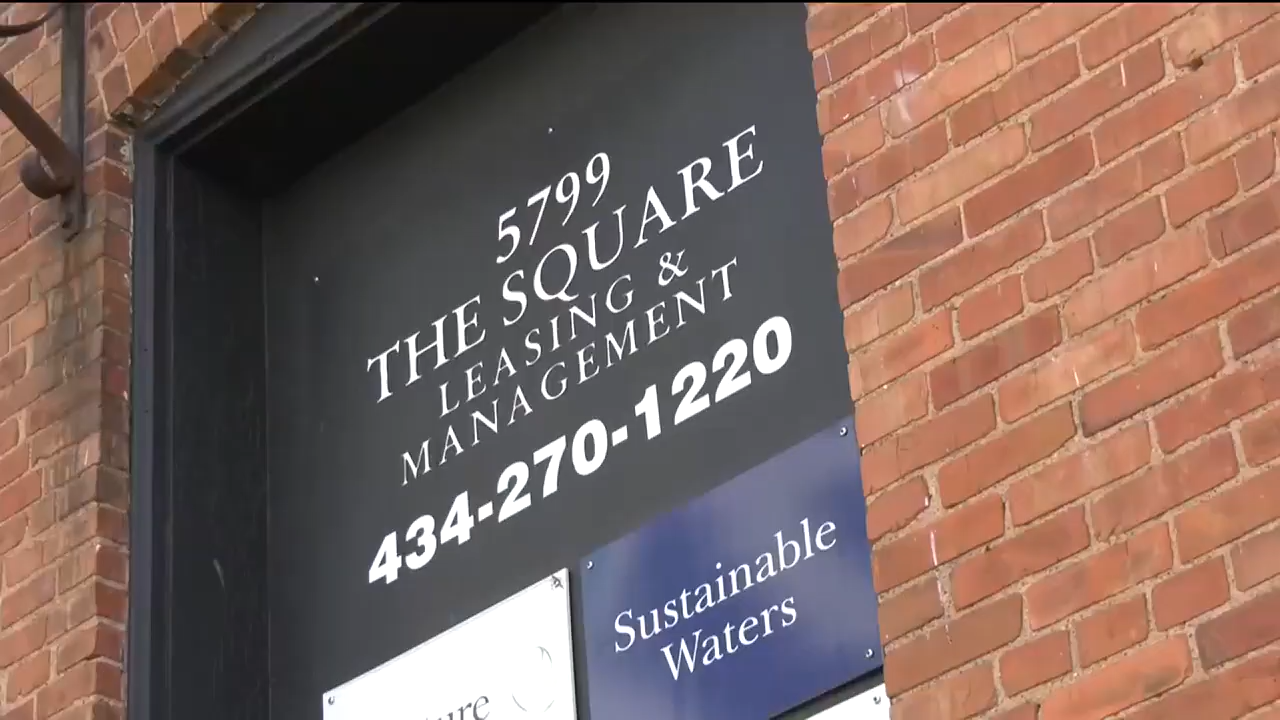 5799
THE SQUARE
LEASING &
MANAGEMENT
434-270-1220
Sustainable
Waters